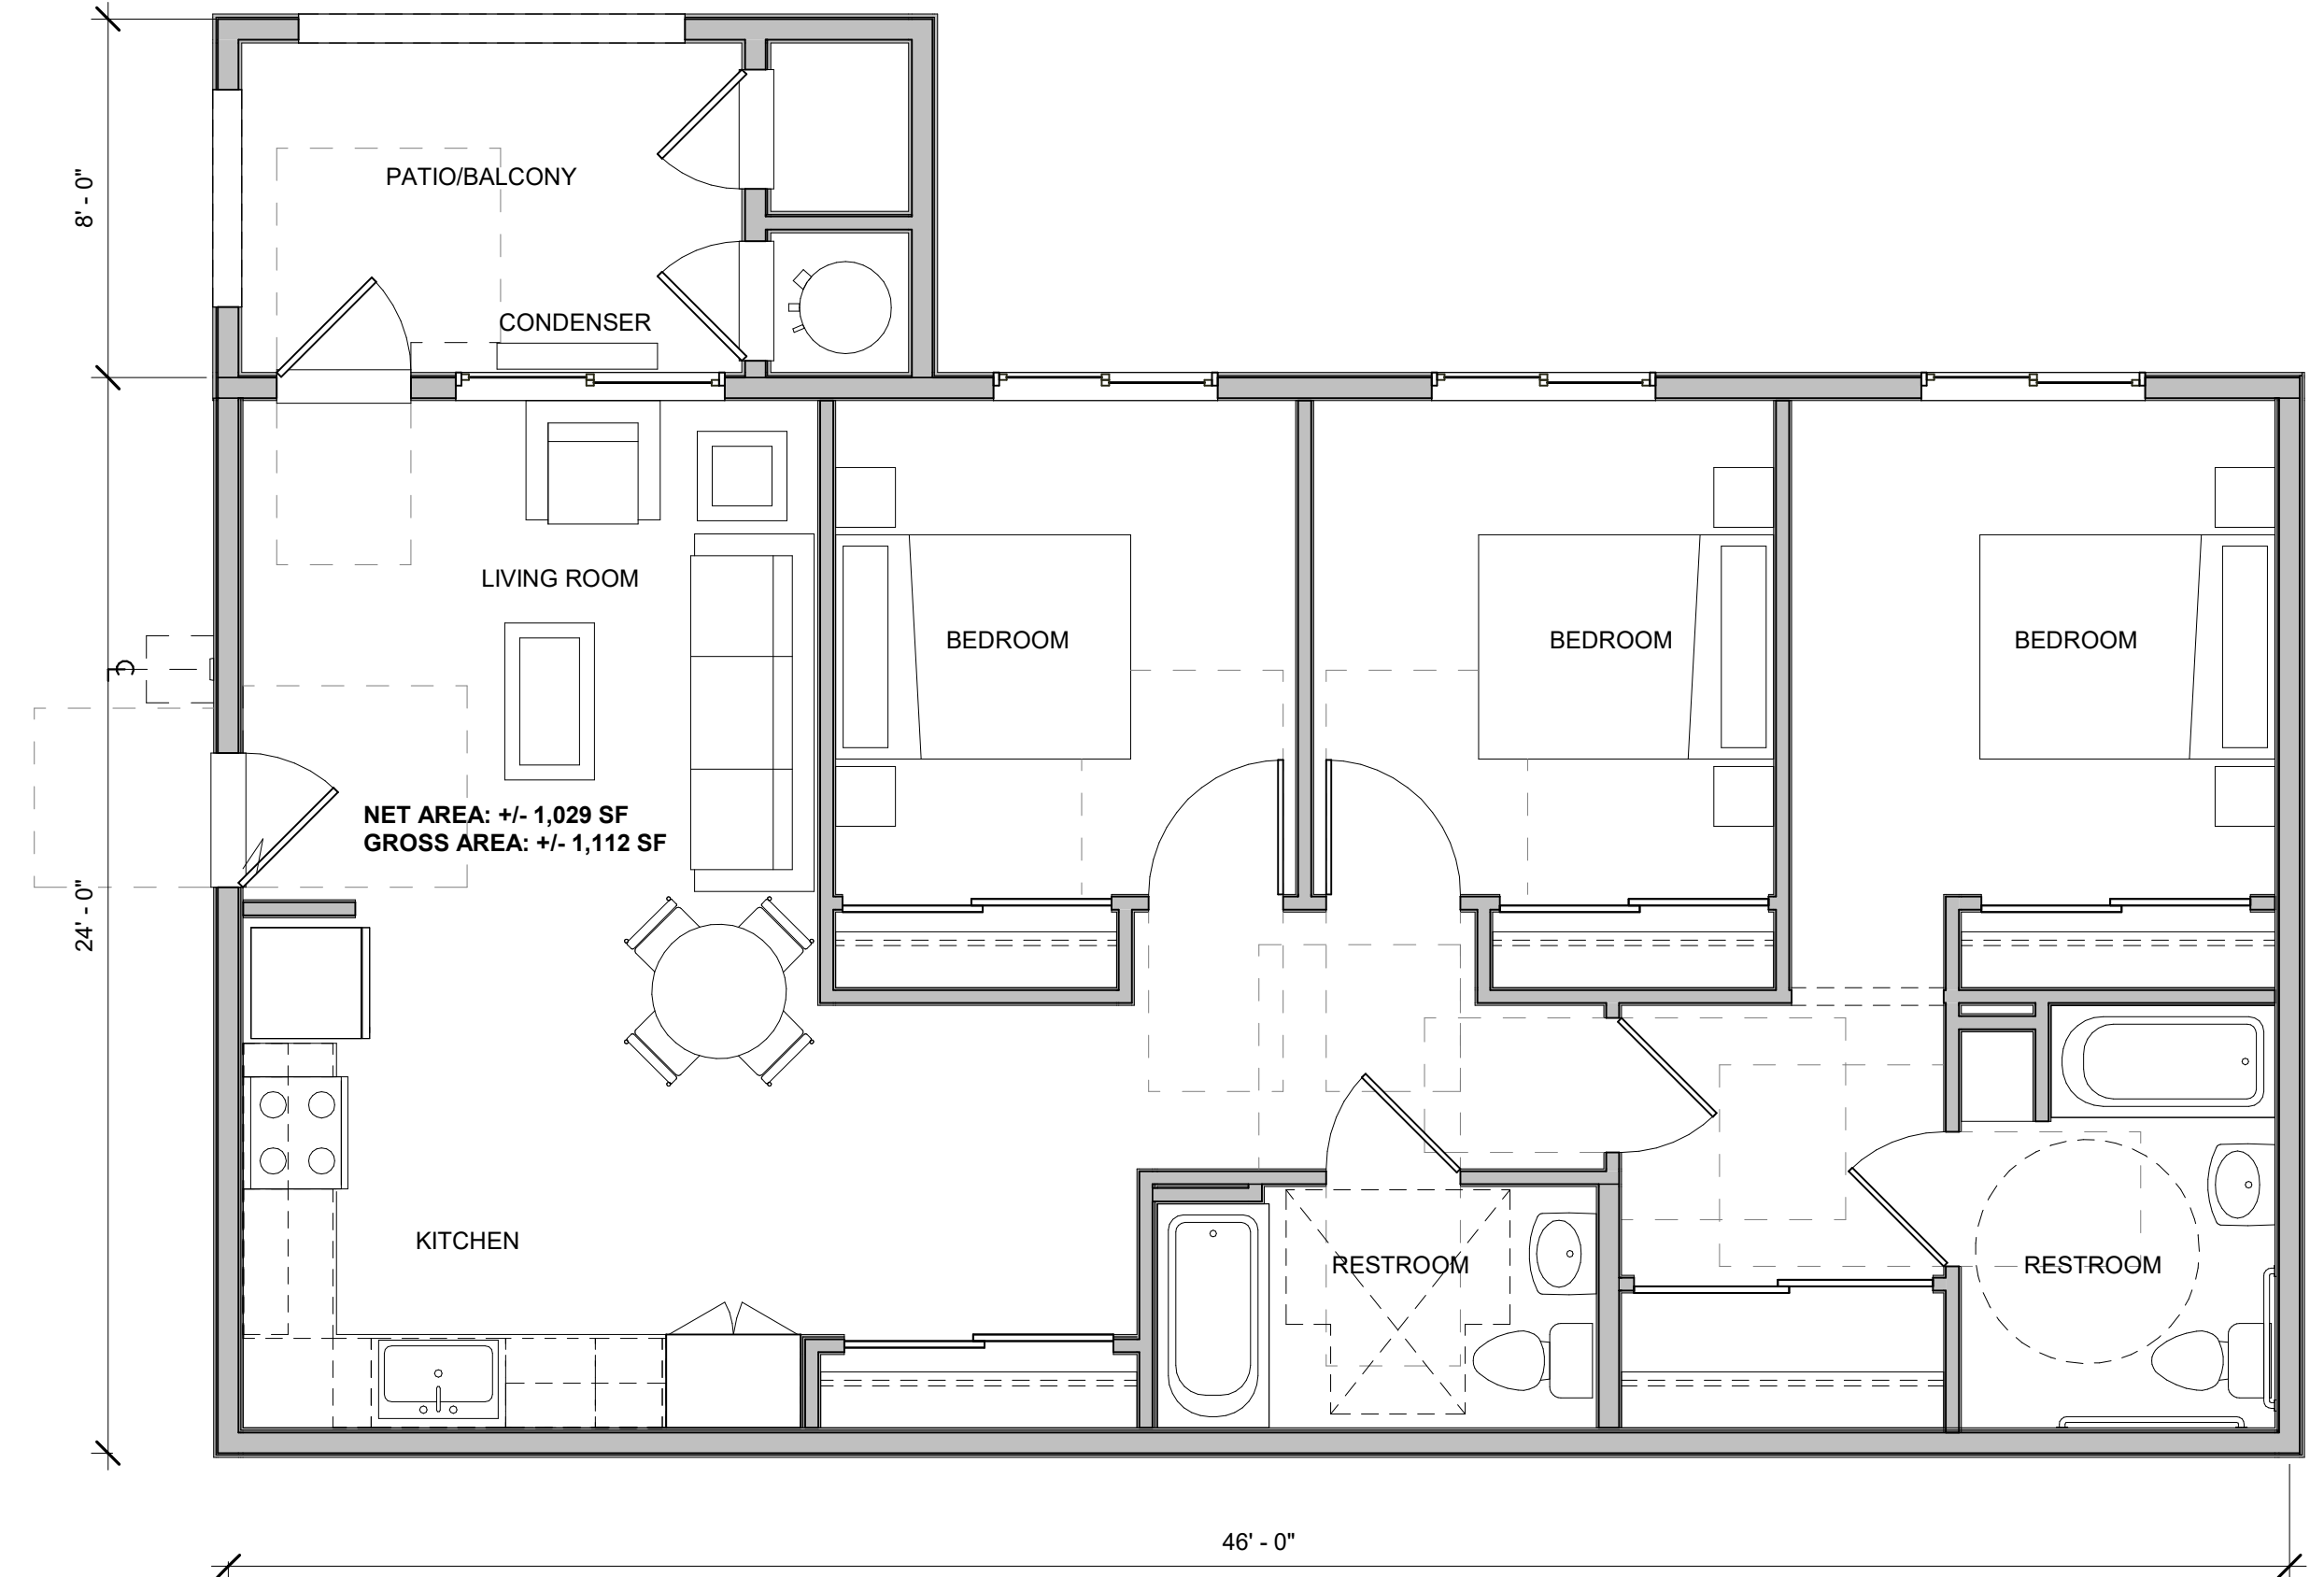 8' - 0"
PATIO/BALCONY
CONDENSER
LIVING ROOM
BEDROOM
BEDROOM
BEDROOM
NET AREA: +/- 1,029 SF
GROSS AREA: +/- 1,112 SF
24' - 0"
KITCHEN
RESTROOM
RESTROOM
46' - 0"